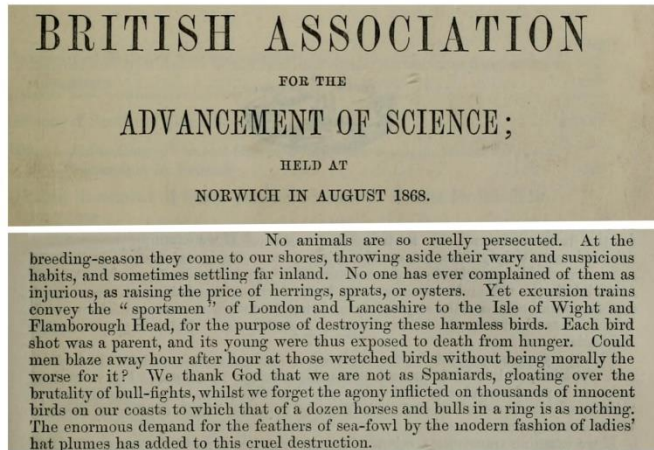 BRITISH ASSOCIATION
FOR THE
ADVANCEMENT OF SCIENCE;
HELD AT
NORWICH IN AUGUST 1868.
No animals are so cruelly persecuted. At the
breeding-season they come to our shores, throwing aside their wary and suspicious
habits, and sometimes settling far inland. No one has ever complained of them as
injurious, as raising the price of herrings, sprats, or oysters. Yet excursion trains
convey the "sportsmen" of London and Lancashire to the Isle of Wight and
Flamborough Head, for the purpose of destroying these harmless birds. Each bird
shot was a parent, and its young were thus exposed to death from hunger. Could
men blaze away hour after hour at those wretched birds without being morally the
worse for it? We thank God that we are not as Spaniards, gloating over the
brutality of bull-fights, whilst we forget the agony inflicted on thousands of innocent
birds on our coasts to which that of a dozen horses and bulls in a ring is as nothing.
The enormous demand for the feathers of sea-fowl by the modern fashion of ladies'
hat plumes has added to this cruel destruction.